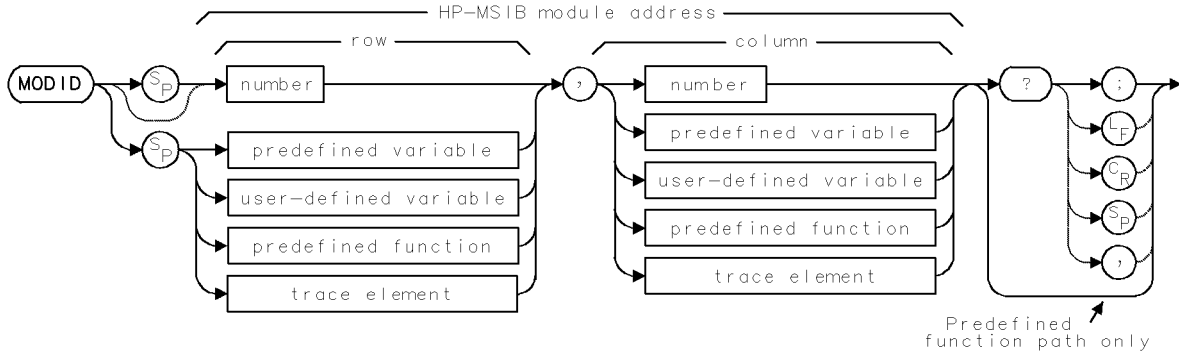 HP-MSIB module address
row column
MODID SP number , number ? ;
predefined variable LF
SP predefined variable user-defined variable CR
user-defined variable predefined function SP
predefined function trace element ,
trace element
Predefined
function path only